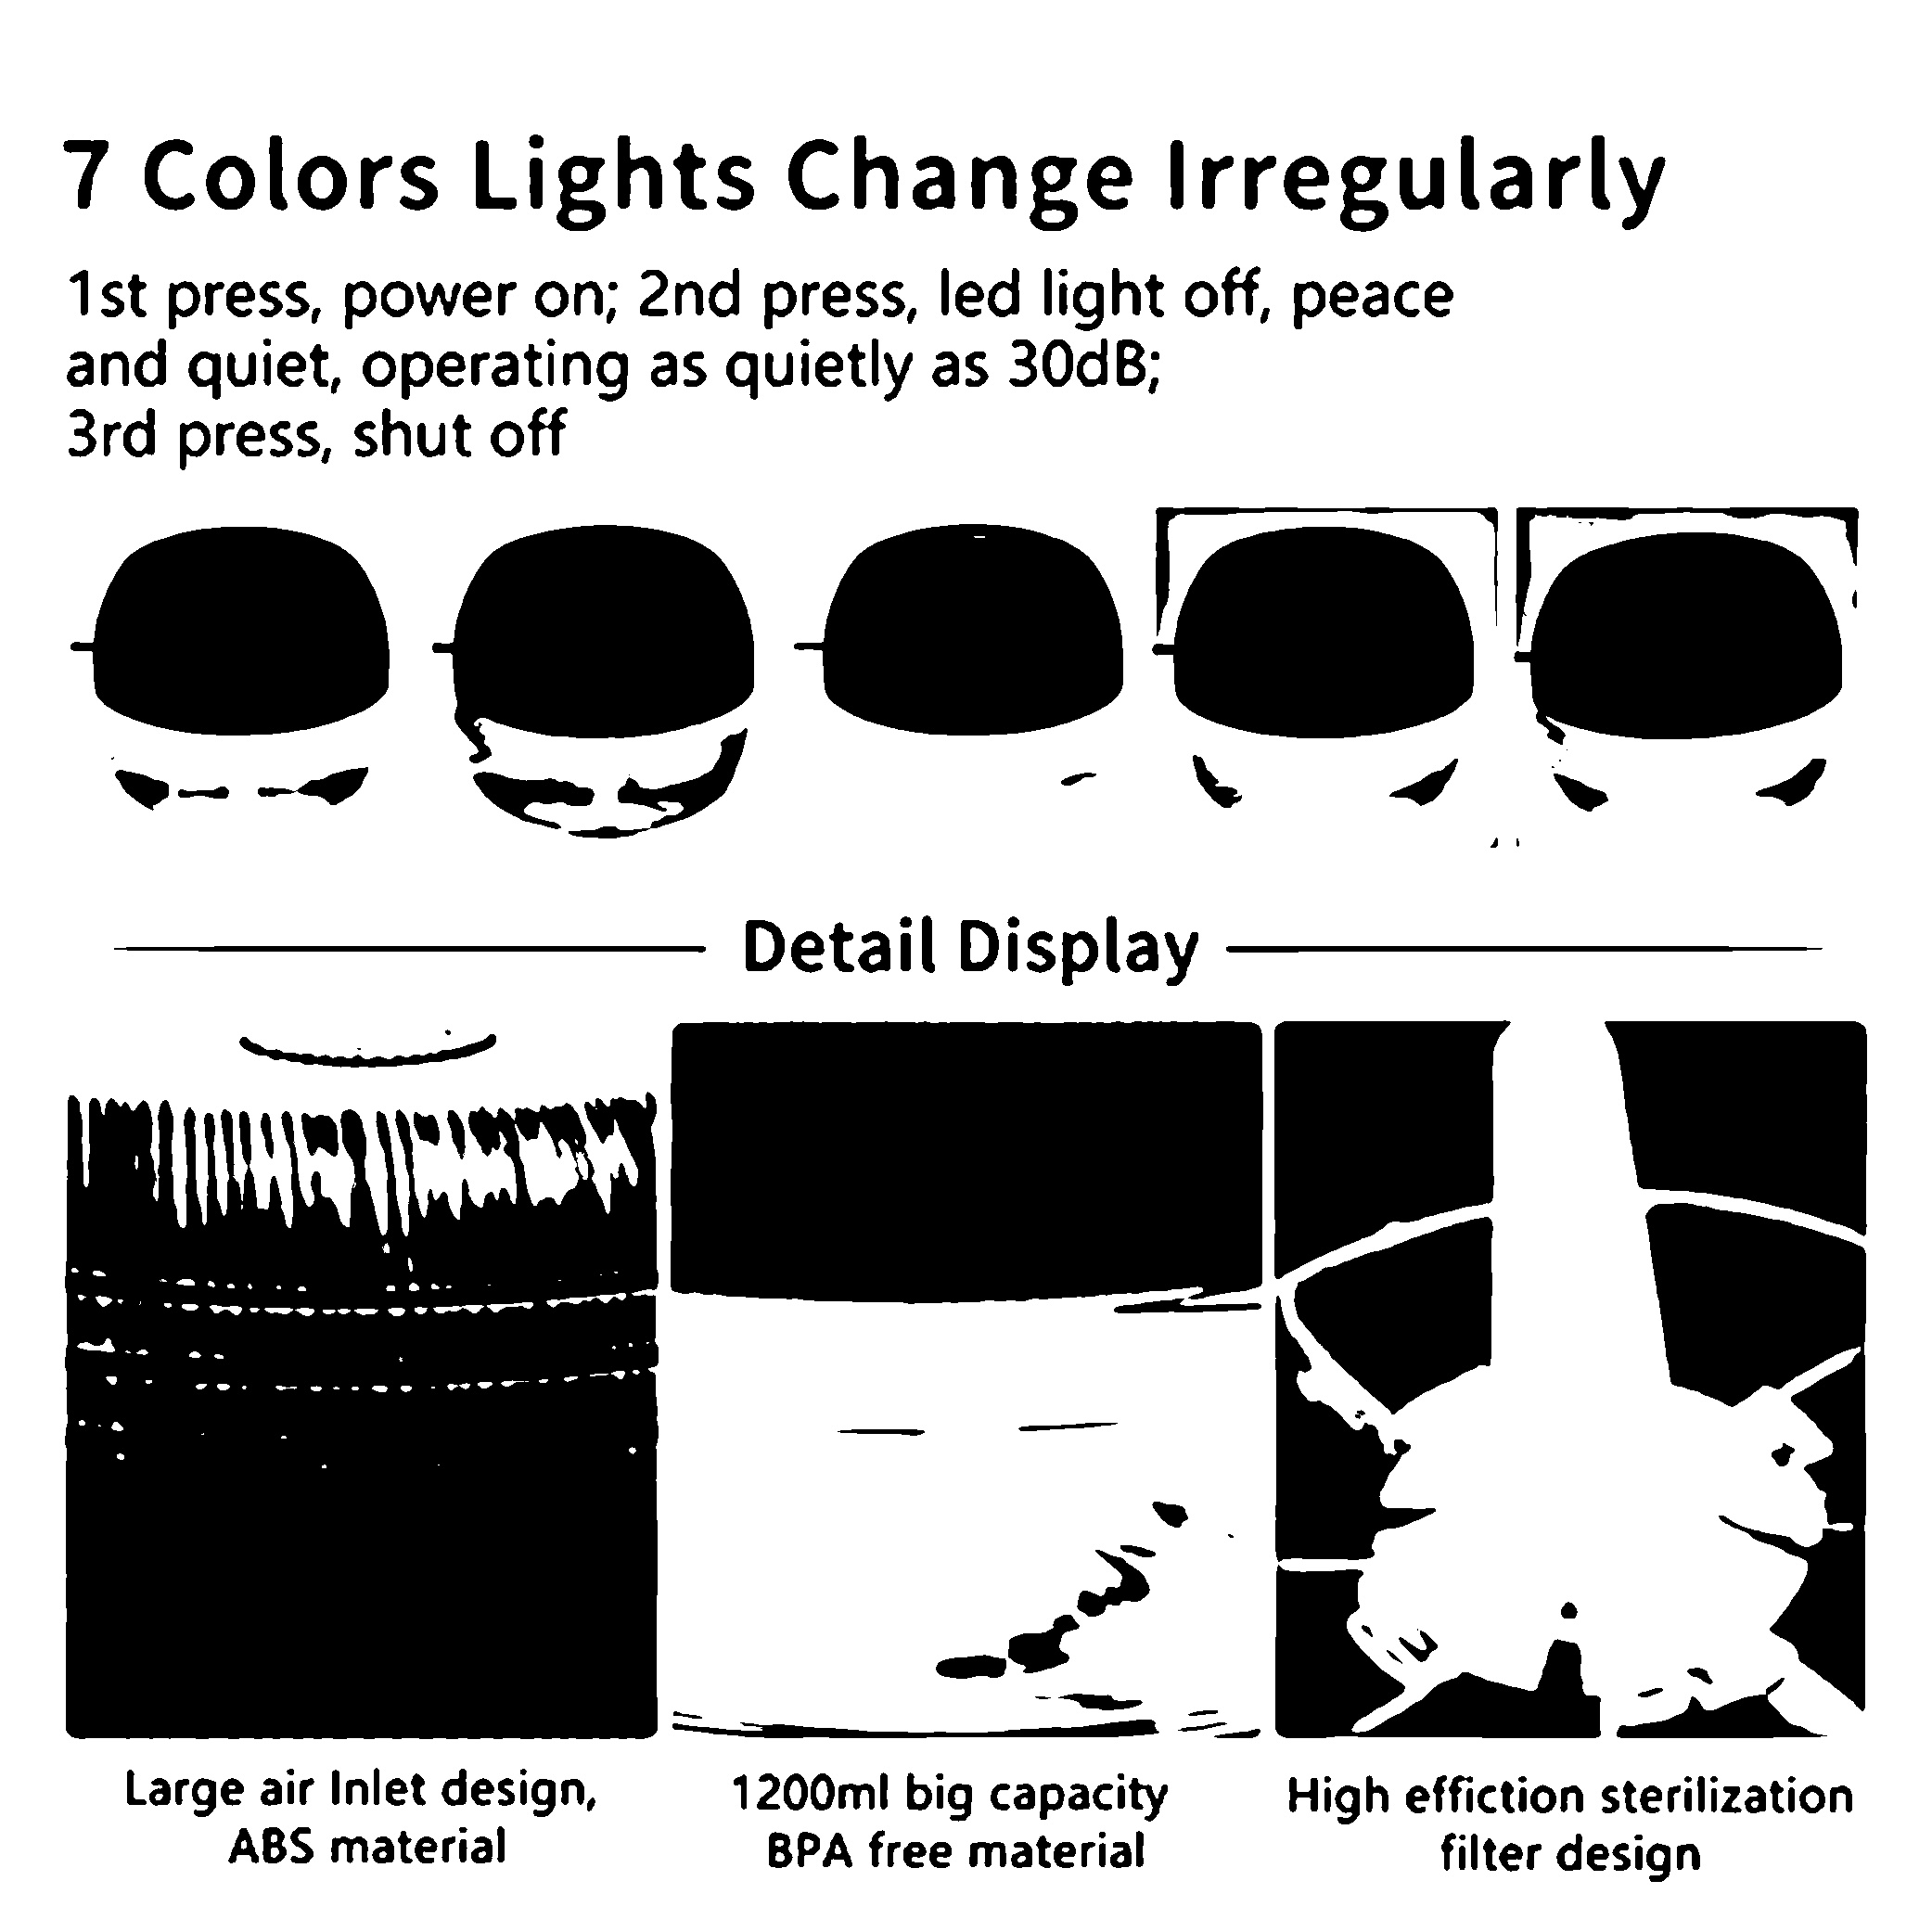 7 Colors Lights Change Irregularly
1st press, power on; 2nd press, led light off, peace
and quiet, operating as quietly as 30dB;
3rd press, shut off
Detail Display
Large air Inlet design,
ABS material
1200ml big capacity
BPA free material
High effiction sterilization
filter design